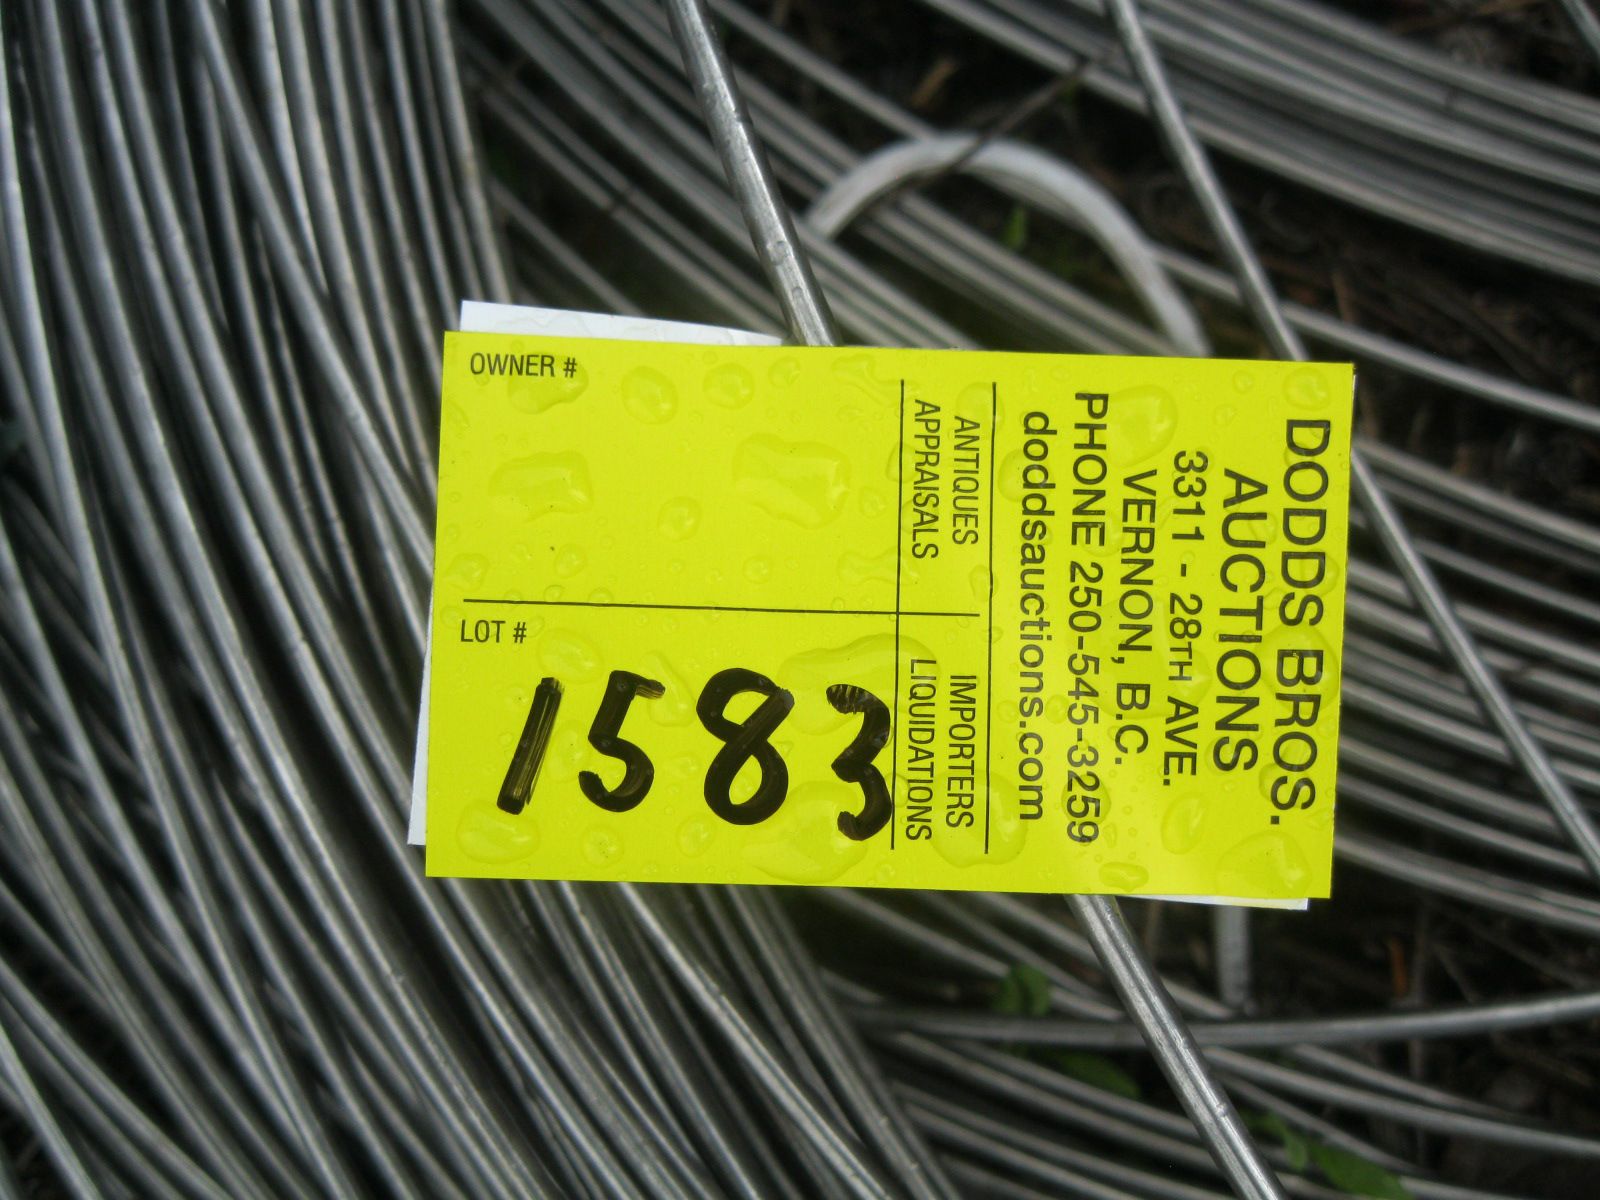 DODDS BROS.
AUCTIONS
3311 - 28TH AVE.
VERNON, B.C.
PHONE 250-545-3259
doddsauctions.com
ANTIQUES
APPRAISALS
IMPORTERS
LIQUIDATIONS
OWNER #
LOT #
1583